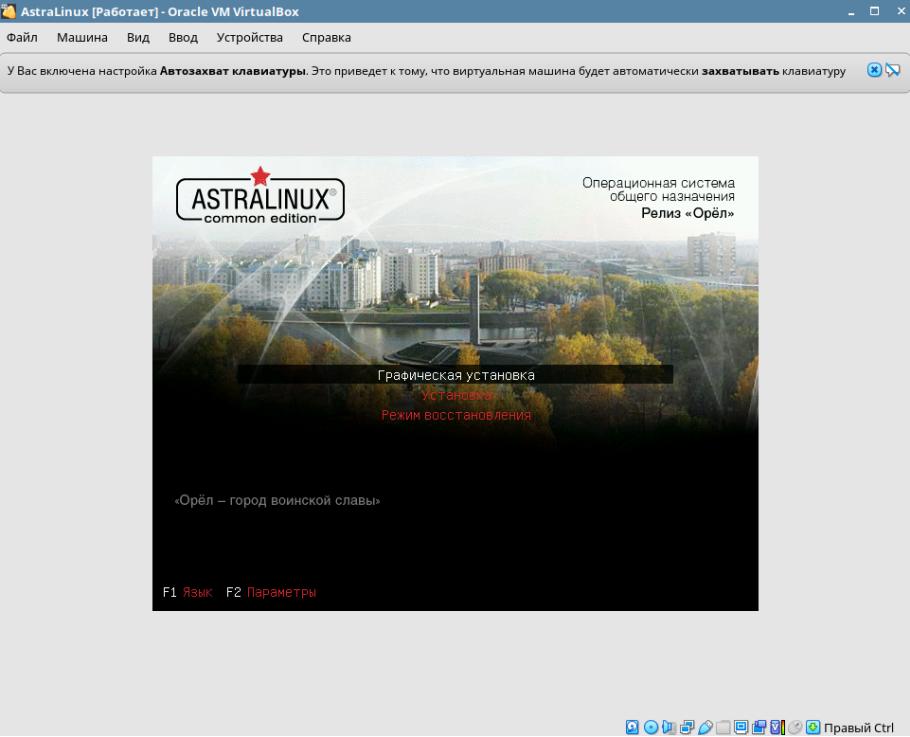 AstraLinux [Работает] - Oracle VM VirtualBox
Файл Машина Вид Ввод Устройства Справка
У Вас включена настройка Автозахват клавиатуры. Это приведет к тому, что виртуальная машина будет автоматически захватывать клавиатуру
ASTRALINUX®
common edition
Операционная система
общего назначения
Релиз «Орёл»
Графическая установка
Установка
Режим восстановления
«Орёл – город воинской славы»
F1 Язык F2 Параметры
Правый Ctrl